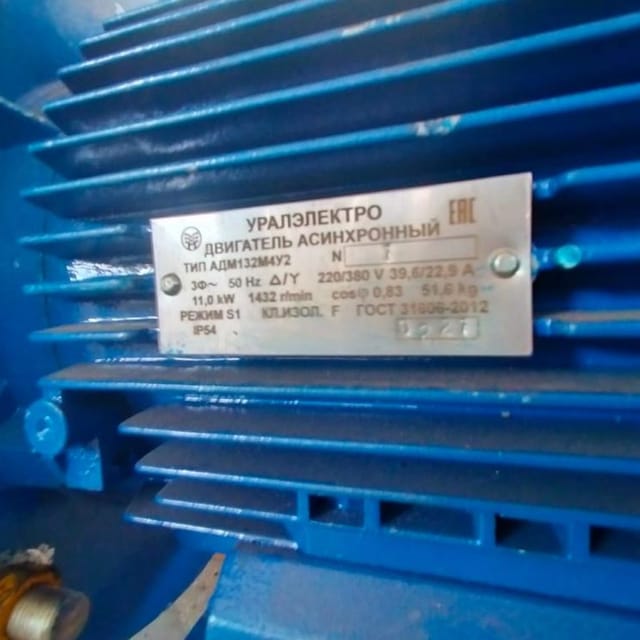 УРАЛЭЛЕКТРО
ДВИГАТЕЛЬ АСИНХРОННЫЙ
ТИП АДМ132М4У2 N
3Ф~ 50 Hz Δ/Y 220/380 V 39,6/22,9 A
11,0 kW 1432 r/min cosφ 0,83 51,6 kg
РЕЖИМ S1 КЛ.ИЗОЛ. F ГОСТ 31606-2012
IP54
EAC